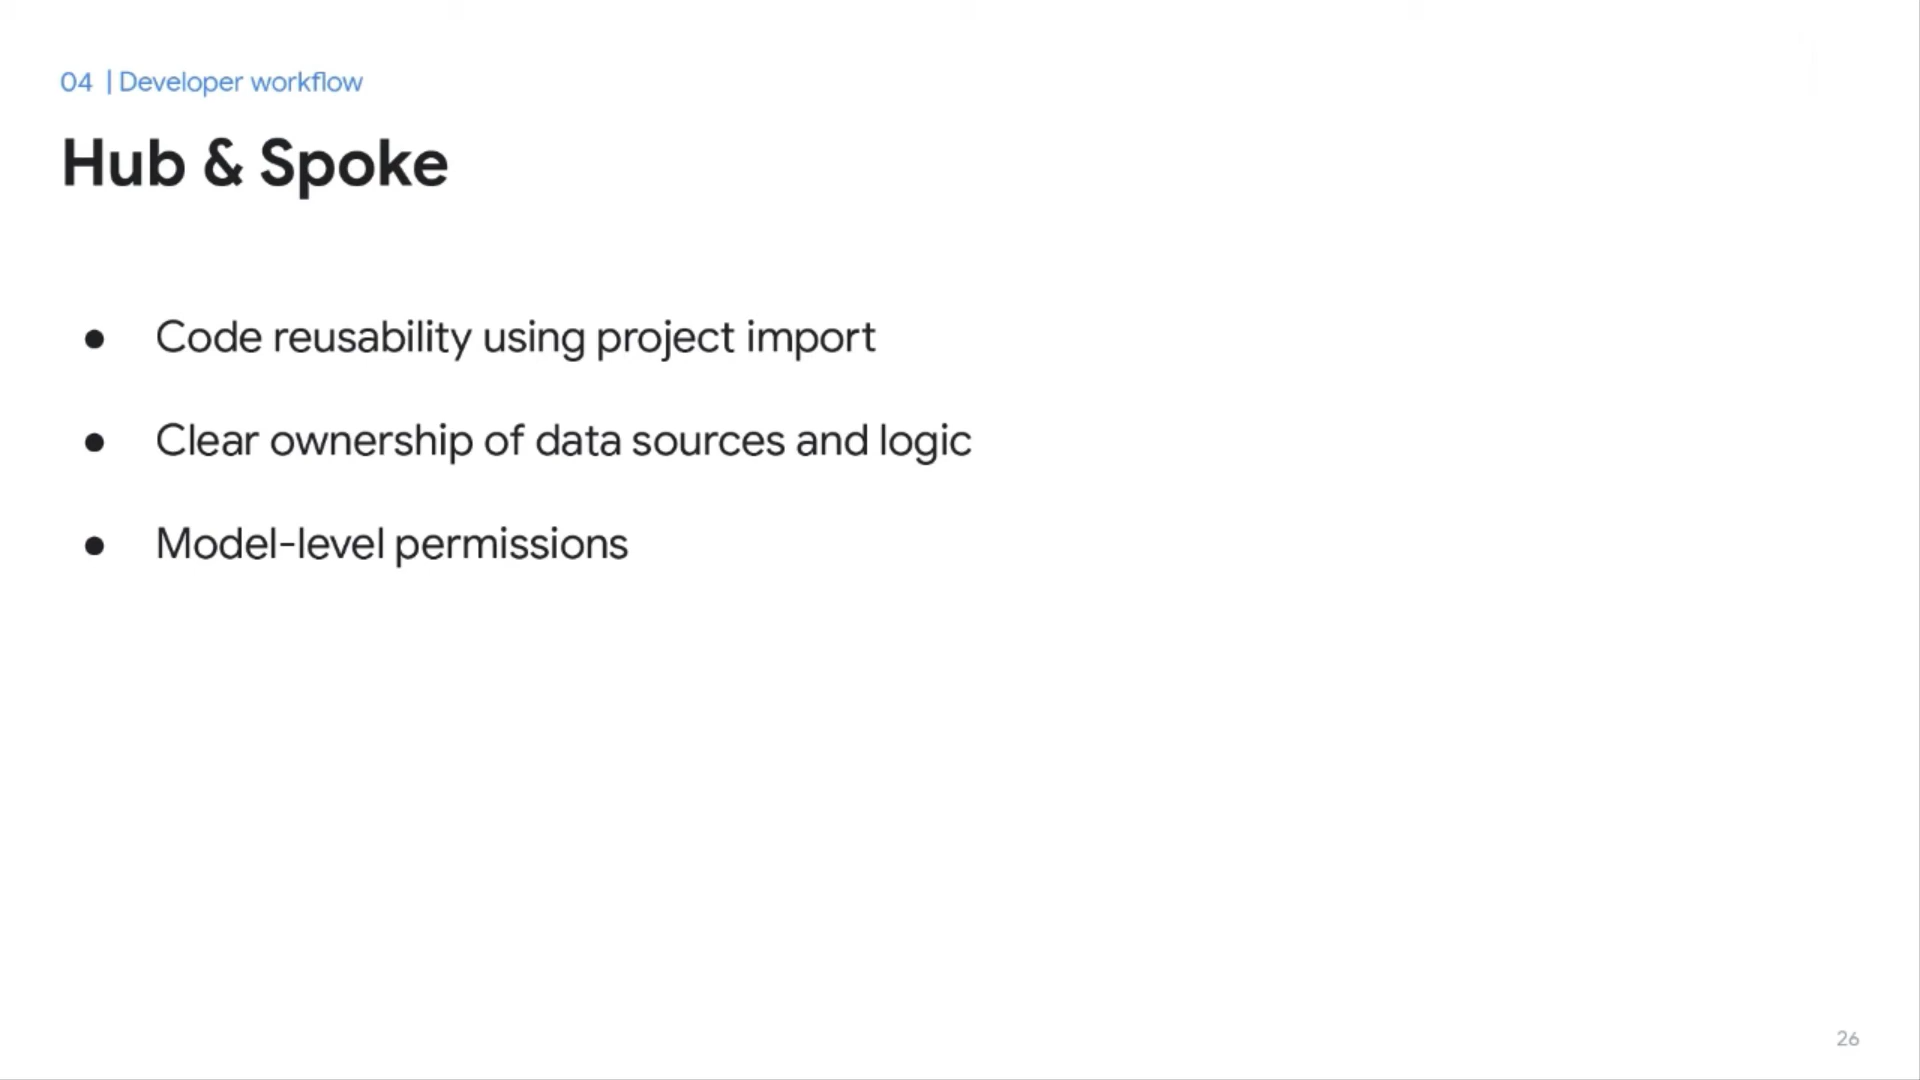 04 | Developer workflow
Hub & Spoke
● Code reusability using project import
● Clear ownership of data sources and logic
● Model-level permissions
26